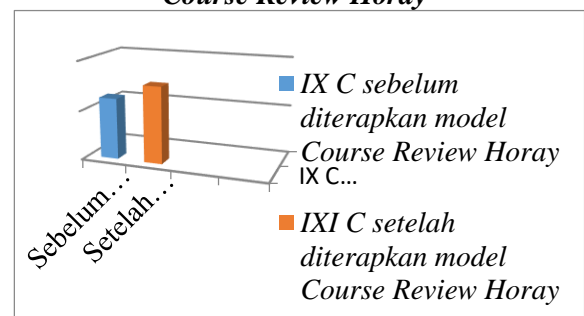 Course Review Horay
IX C sebelum
diterapkan model
Course Review Horay
IX C...
IXI C setelah
diterapkan model
Course Review Horay
Sebelum...
Setelah...